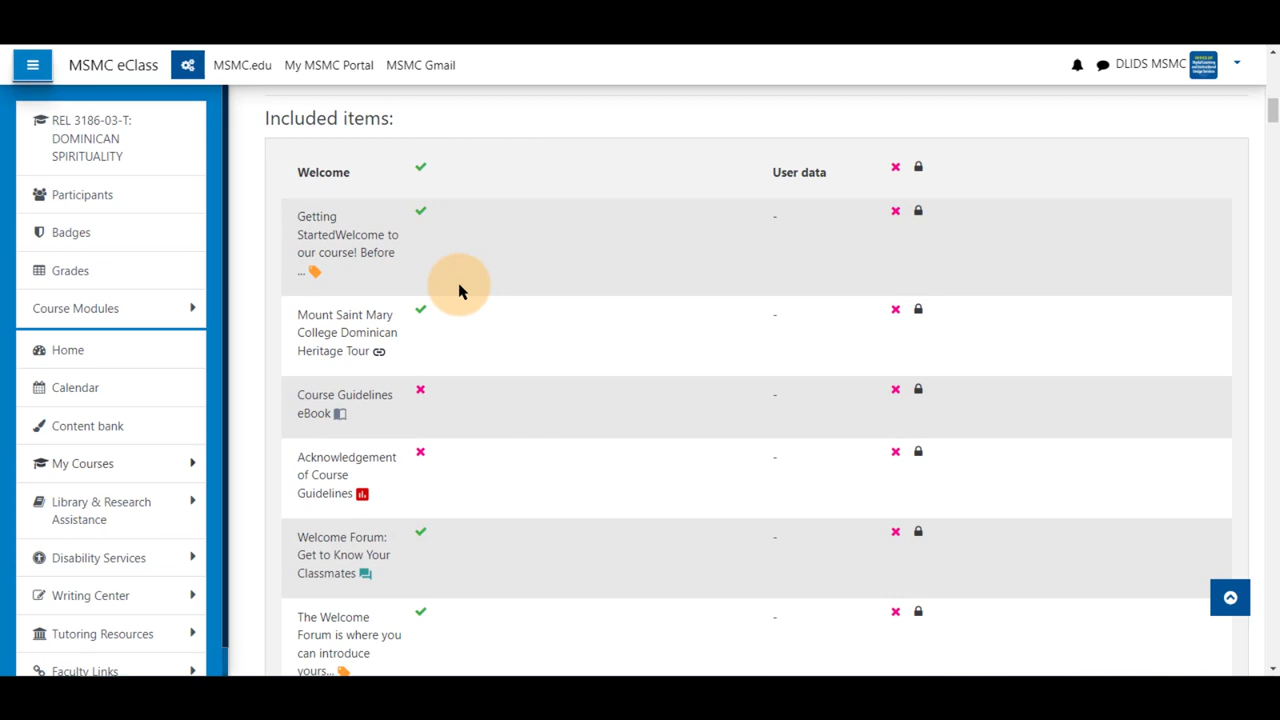 MSMC eClass
MSMC.edu
My MSMC Portal
MSMC Gmail
DLIDS MSMC
REL 3186-03-T:
DOMINICAN
SPIRITUALITY
Participants
Badges
Grades
Course Modules
Home
Calendar
Content bank
My Courses
Library & Research
Assistance
Disability Services
Writing Center
Tutoring Resources
Faculty Links
Included items:
Welcome
User data
Getting
StartedWelcome to
our course! Before
...
-
Mount Saint Mary
College Dominican
Heritage Tour
-
Course Guidelines
eBook
-
Acknowledgement
of Course
Guidelines
-
Welcome Forum:
Get to Know Your
Classmates
-
The Welcome
Forum is where you
can introduce
yours...
-